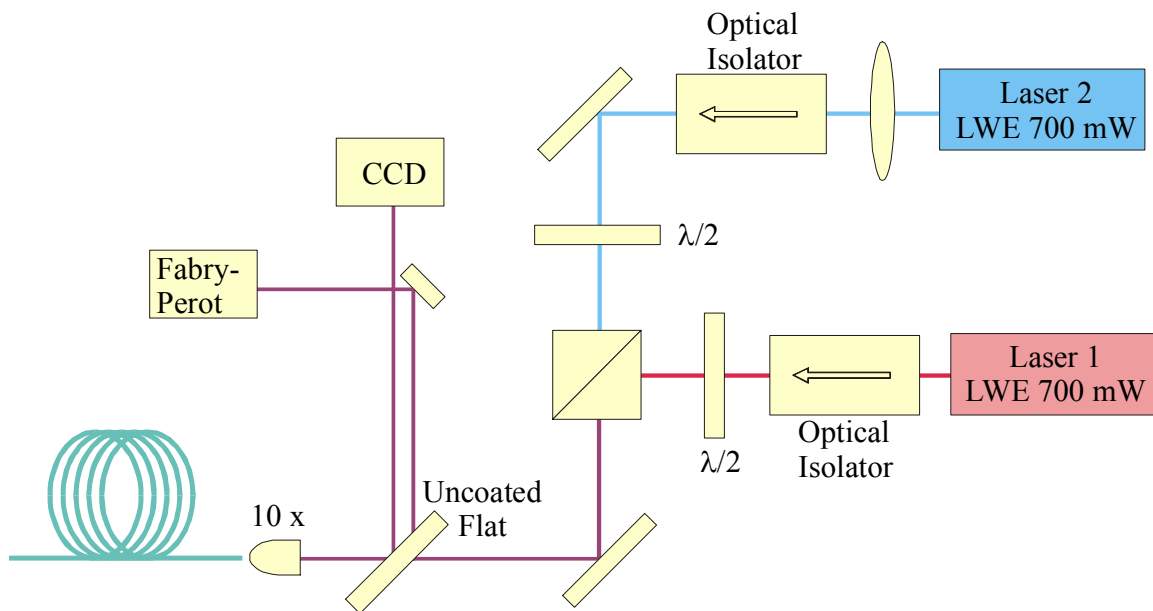 Optical
Isolator
Laser 2
LWE 700 mW
CCD
λ/2
Fabry-
Perot
Laser 1
LWE 700 mW
Optical
Isolator
λ/2
Uncoated
Flat
10 x